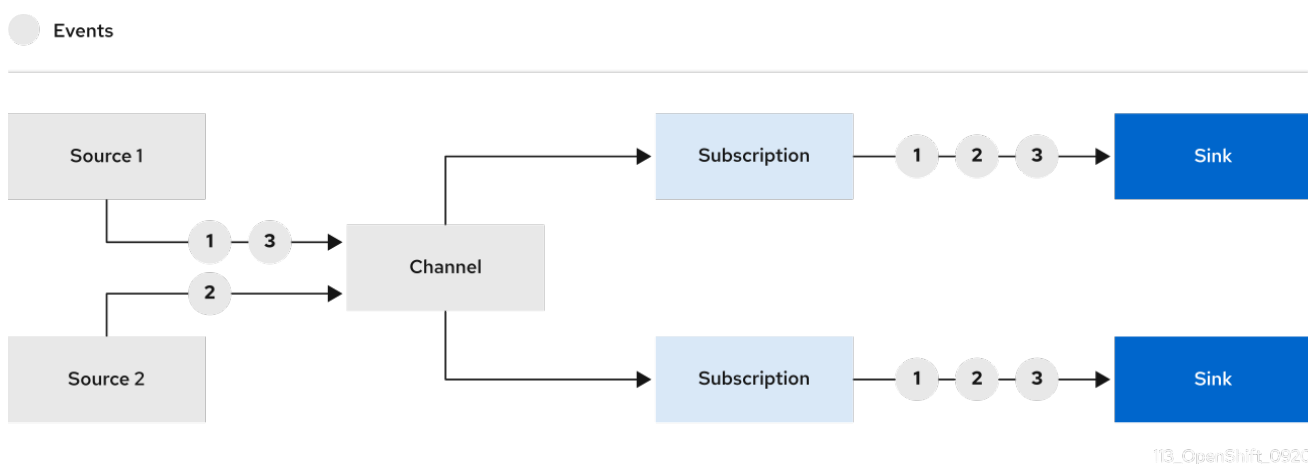 Events
Source 1
Subscription
1
2
3
Sink
1
3
Channel
2
Source 2
Subscription
1
2
3
Sink
113_OpenShift_0920